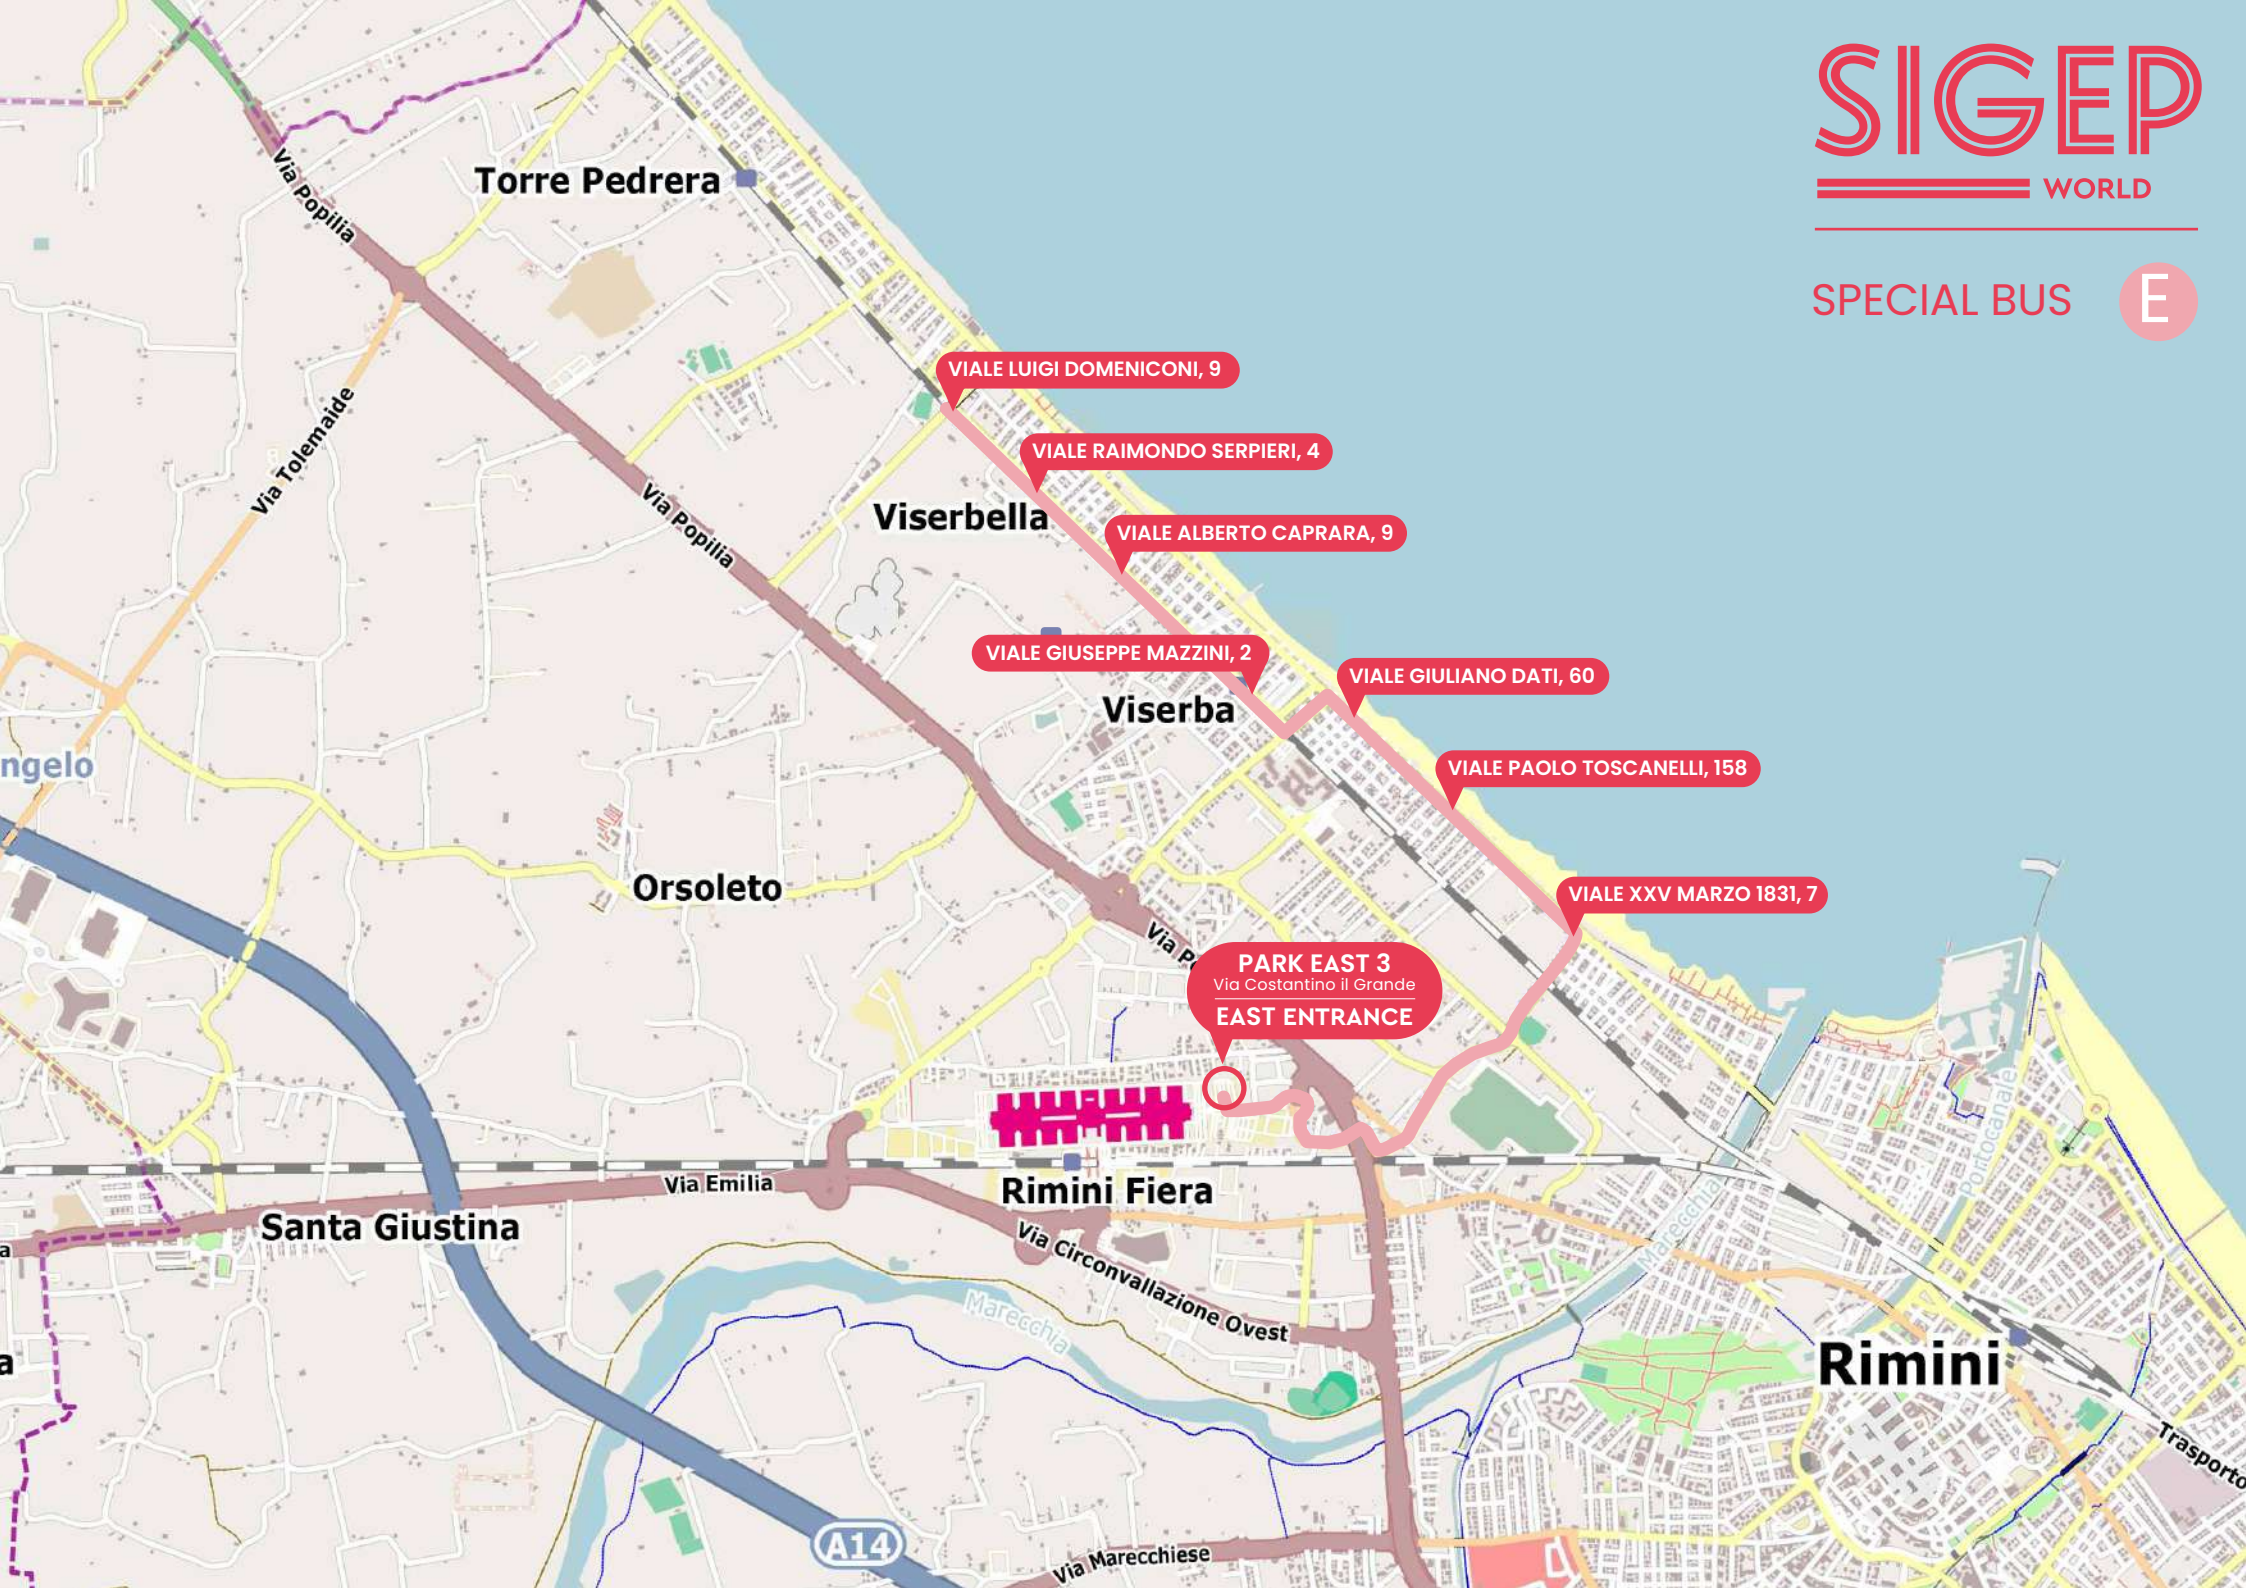 SIGEP
WORLD
SPECIAL BUS E
Via Popilia
Torre Pedrera
VIALE LUIGI DOMENICONI, 9
VIALE RAIMONDO SERPIERI, 4
Via Tolemaide
Via Popilia
Viserbella
VIALE ALBERTO CAPRARA, 9
VIALE GIUSEPPE MAZZINI, 2
VIALE GIULIANO DATI, 60
Viserba
ngelo
VIALE PAOLO TOSCANELLI, 158
Orsoleto
VIALE XXV MARZO 1831, 7
Via P
PARK EAST 3
Via Costantino il Grande
EAST ENTRANCE
Portocanale
Via Emilia
Rimini Fiera
Santa Giustina
a
Marecchia
Via Circonvallazione Ovest
Marecchia
a
Rimini
Trasporto
A14
Via Marecchiese